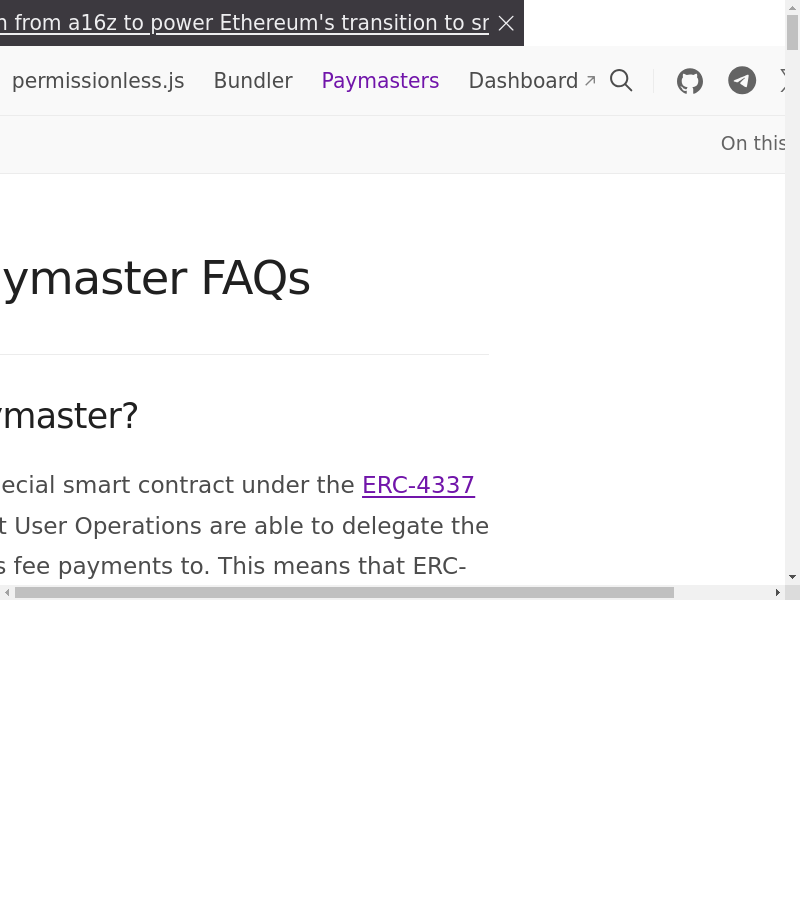 from a16z to power Ethereum's transition to
permissionless.js Bundler Paymasters Dashboard
On this
ymaster FAQs
ymaster?
ecial smart contract under the ERC-4337
t User Operations are able to delegate the
s fee payments to. This means that ERC-